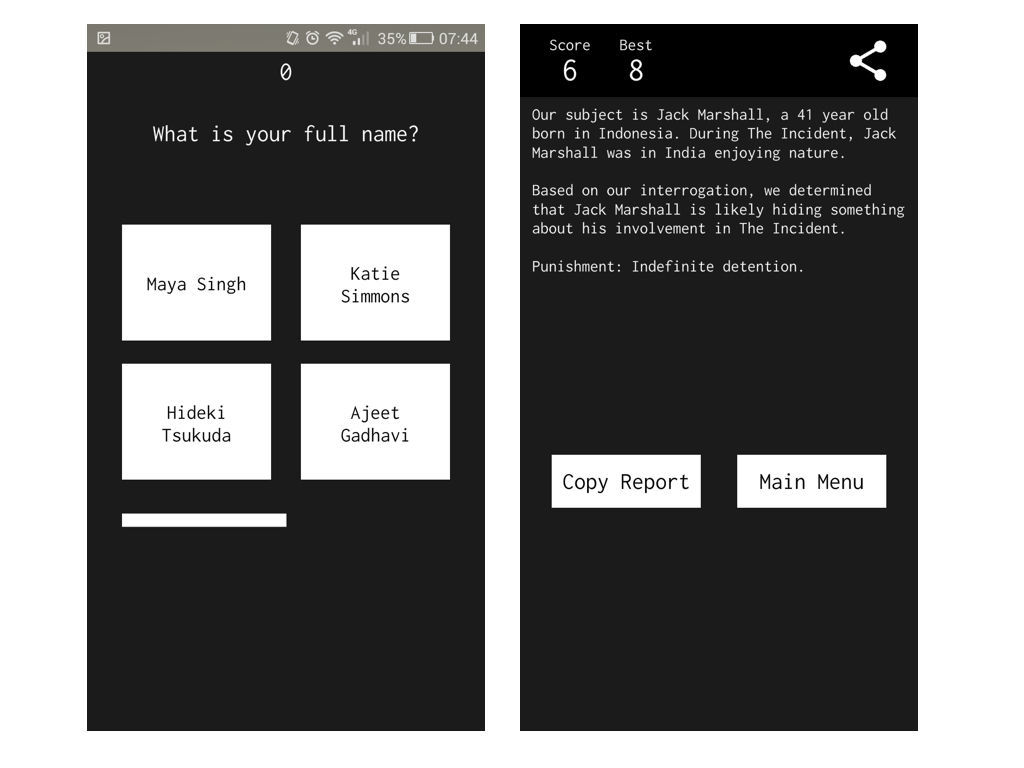 4G 35% 07:44
0
What is your full name?
Maya Singh
Katie
Simmons
Hideki
Tsukuda
Ajeet
Gadhavi
Score
6
Best
8
Our subject is Jack Marshall, a 41 year old
born in Indonesia. During The Incident, Jack
Marshall was in India enjoying nature.
Based on our interrogation, we determined
that Jack Marshall is likely hiding something
about his involvement in The Incident.
Punishment: Indefinite detention.
Copy Report
Main Menu